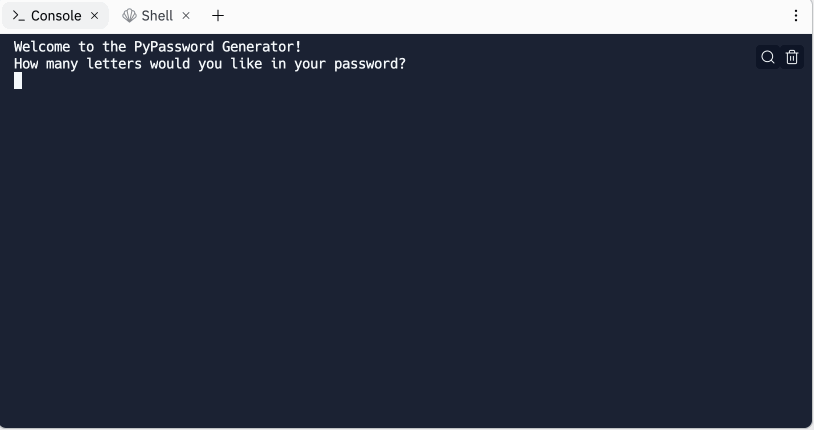 Console
Shell
Welcome to the PyPassword Generator!
How many letters would you like in your password?